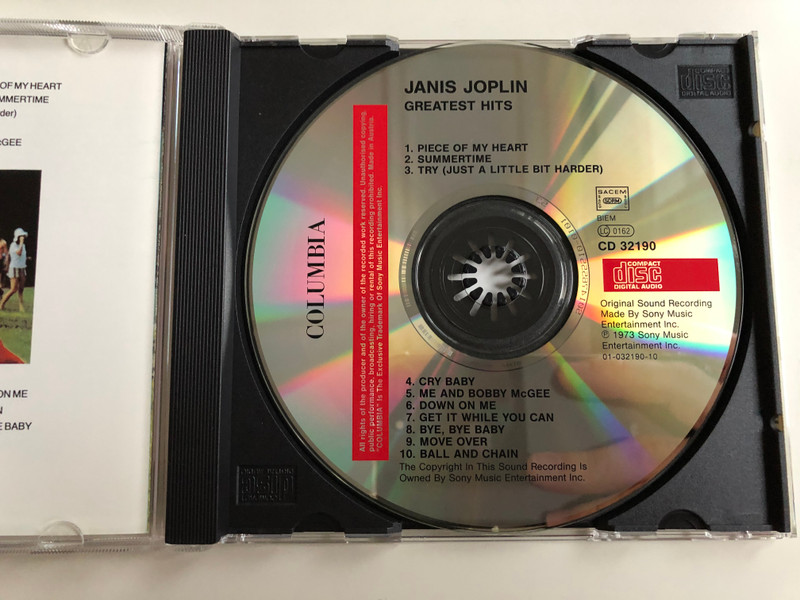 OF MY HEART
MMERTIME
der)
cGEE
ON ME
N
E BABY
JANIS JOPLIN
GREATEST HITS
1. PIECE OF MY HEART
2. SUMMERTIME
3. TRY (JUST A LITTLE BIT HARDER)
COLUMBIA
All rights of the producer and of the owner of the recorded work reserved. Unauthorised copying,
public performance, broadcasting, hiring or rental of this recording prohibited. Made in Austria.
"COLUMBIA" Is The Exclusive Trademark Of Sony Music Entertainment Inc.
SACEM
SDRM
BIEM
LC 0162
CD 32190
COMPACT
disc
DIGITAL AUDIO
Original Sound Recording
Made By Sony Music
Entertainment Inc.
℗ 1973 Sony Music
Entertainment Inc.
01-032190-10
4. CRY BABY
5. ME AND BOBBY McGEE
6. DOWN ON ME
7. GET IT WHILE YOU CAN
8. BYE, BYE BABY
9. MOVE OVER
10. BALL AND CHAIN
The Copyright In This Sound Recording Is
Owned By Sony Music Entertainment Inc.
COMPACT
disc
DIGITAL AUDIO